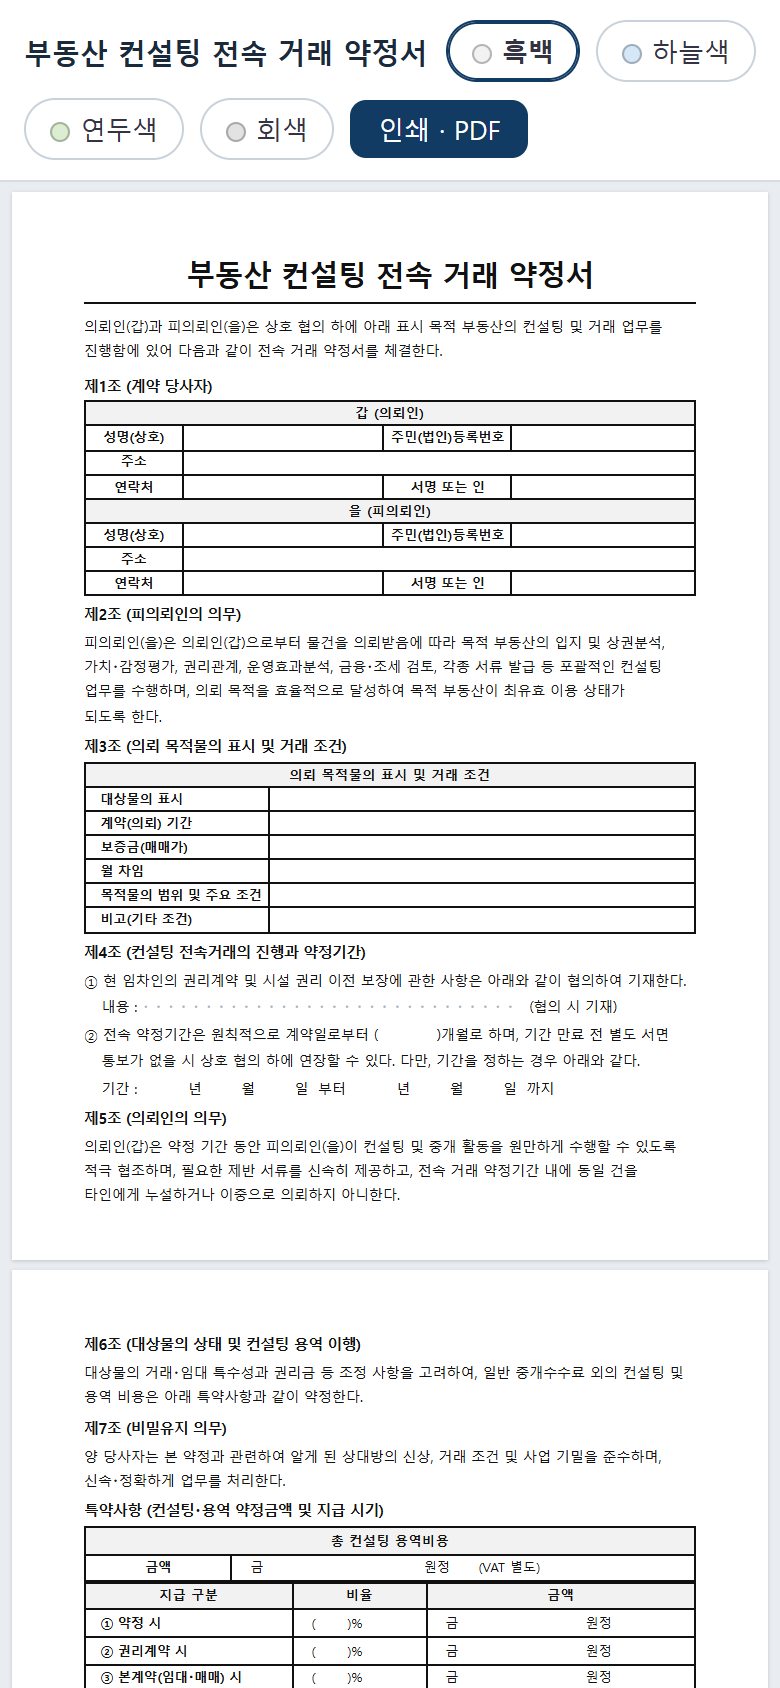 부동산 컨설팅 전속 거래 약정서 흑백 하늘색
연두색 회색 인쇄 · PDF
부동산 컨설팅 전속 거래 약정서
의뢰인(갑)과 피의뢰인(을)은 상호 협의 하에 아래 표시 목적 부동산의 컨설팅 및 거래 업무를
진행함에 있어 다음과 같이 전속 거래 약정서를 체결한다.
제1조 (계약 당사자)
갑 (의뢰인)
성명(상호) 주민(법인)등록번호
주소
연락처 서명 또는 인
을 (피의뢰인)
성명(상호) 주민(법인)등록번호
주소
연락처 서명 또는 인
제2조 (피의뢰인의 의무)
피의뢰인(을)은 의뢰인(갑)으로부터 물건을 의뢰받음에 따라 목적 부동산의 입지 및 상권분석,
가치·감정평가, 권리관계, 운영효과분석, 금융·조세 검토, 각종 서류 발급 등 포괄적인 컨설팅
업무를 수행하며, 의뢰 목적을 효율적으로 달성하여 목적 부동산이 최유효 이용 상태가
되도록 한다.
제3조 (의뢰 목적물의 표시 및 거래 조건)
의뢰 목적물의 표시 및 거래 조건
대상물의 표시
계약(의뢰) 기간
보증금(매매가)
월 차임
목적물의 범위 및 주요 조건
비고(기타 조건)
제4조 (컨설팅 전속거래의 진행과 약정기간)
① 현 임차인의 권리계약 및 시설 권리 이전 보장에 관한 사항은 아래와 같이 협의하여 기재한다.
내용 : · · · · · · · · · · · · · · · · · · · · · · · · · · · · · · (협의 시 기재)
② 전속 약정기간은 원칙적으로 계약일로부터 ( )개월로 하며, 기간 만료 전 별도 서면
통보가 없을 시 상호 협의 하에 연장할 수 있다. 다만, 기간을 정하는 경우 아래와 같다.
기간 : 년 월 일 부터 년 월 일 까지
제5조 (의뢰인의 의무)
의뢰인(갑)은 약정 기간 동안 피의뢰인(을)이 컨설팅 및 중개 활동을 원만하게 수행할 수 있도록
적극 협조하며, 필요한 제반 서류를 신속히 제공하고, 전속 거래 약정기간 내에 동일 건을
타인에게 누설하거나 이중으로 의뢰하지 아니한다.
제6조 (대상물의 상태 및 컨설팅 용역 이행)
대상물의 거래·임대 특수성과 권리금 등 조정 사항을 고려하여, 일반 중개수수료 외의 컨설팅 및
용역 비용은 아래 특약사항과 같이 약정한다.
제7조 (비밀유지 의무)
양 당사자는 본 약정과 관련하여 알게 된 상대방의 신상, 거래 조건 및 사업 기밀을 준수하며,
신속·정확하게 업무를 처리한다.
특약사항 (컨설팅·용역 약정금액 및 지급 시기)
총 컨설팅 용역비용
금액 금 원정 (VAT 별도)
지급 구분 비율 금액
① 약정 시 ( )% 금 원정
② 권리계약 시 ( )% 금 원정
③ 본계약(임대·매매) 시 ( )% 금 원정